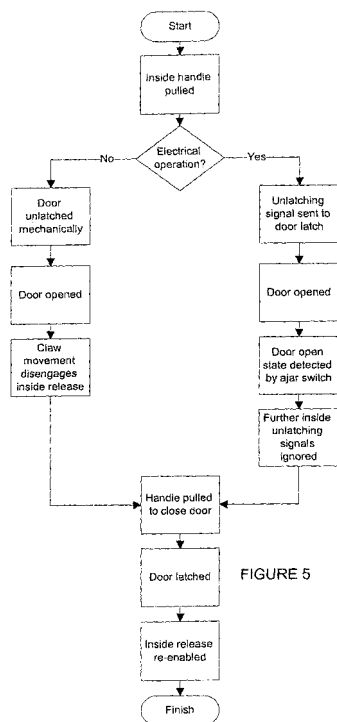 Start
Inside handle
pulled
Electrical
operation?
No
Yes
Door
unlatched
mechanically
Door opened
Claw
movement
disengages
inside release
Unlatching
signal sent to
door latch
Door opened
Door open
state detected
by ajar switch
Further inside
unlatching
signals
ignored
Handle pulled
to close door
Door latched
FIGURE 5
Inside release
re-enabled
Finish